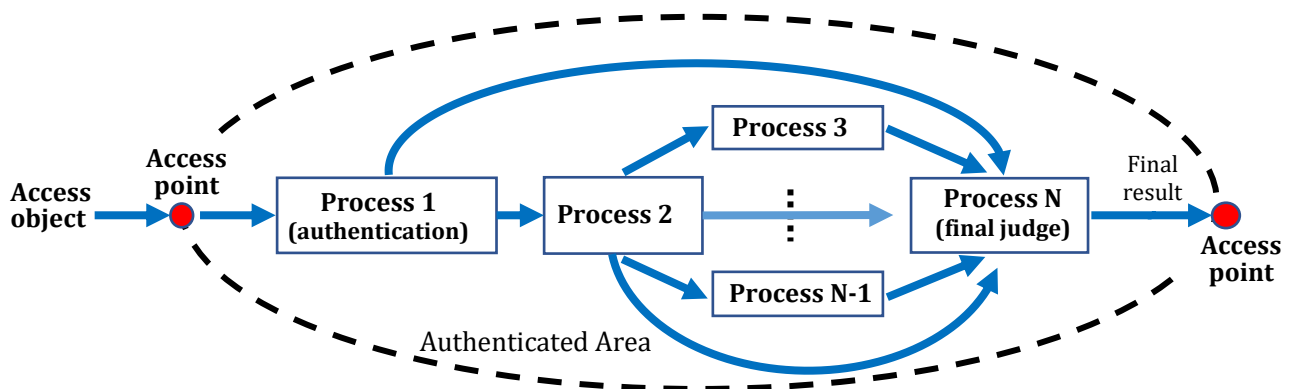 Access
object
Access
point
Process 1
(authentication)
Process 2
Process 3
Process N-1
Process N
(final judge)
Final
result
Access
point
Authenticated Area